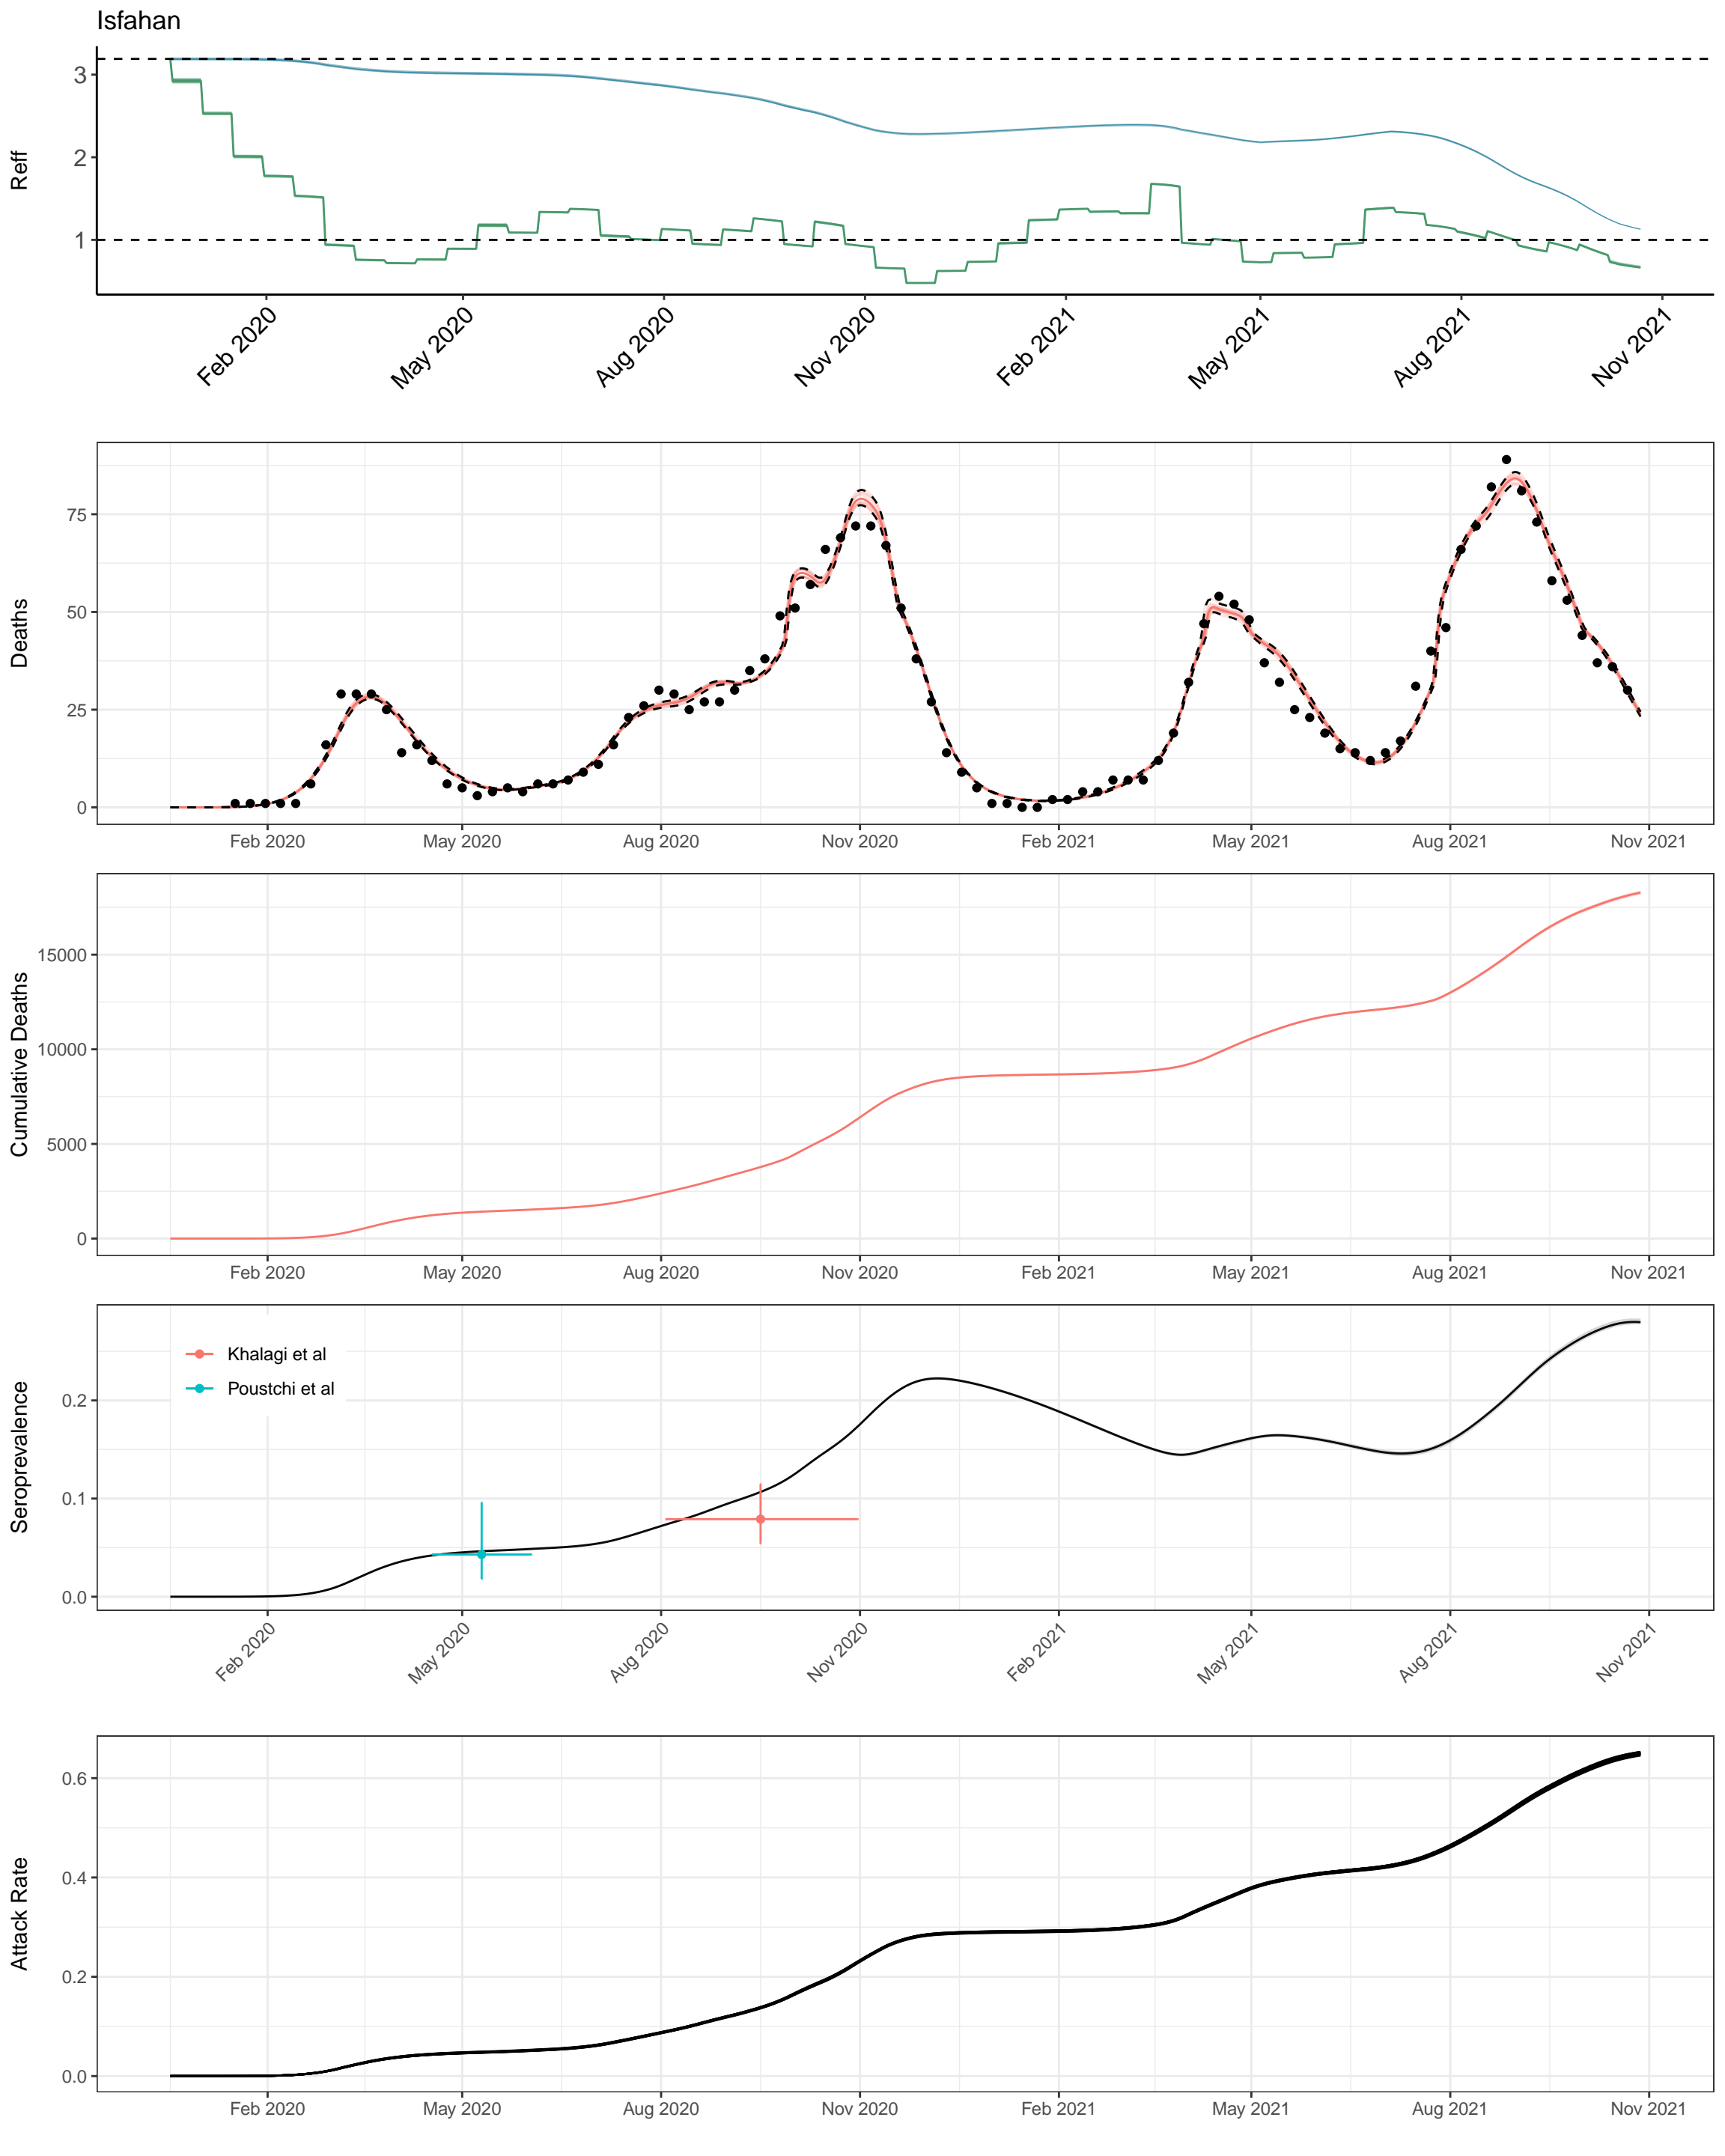 Isfahan
Reff
3
2
1
Feb 2020
May 2020
Aug 2020
Nov 2020
Feb 2021
May 2021
Aug 2021
Nov 2021
Deaths
75
50
25
0
Feb 2020
May 2020
Aug 2020
Nov 2020
Feb 2021
May 2021
Aug 2021
Nov 2021
Cumulative Deaths
15000
10000
5000
0
Feb 2020
May 2020
Aug 2020
Nov 2020
Feb 2021
May 2021
Aug 2021
Nov 2021
Seroprevalence
0.2
0.1
0.0
Khalagi et al
Poustchi et al
Feb 2020
May 2020
Aug 2020
Nov 2020
Feb 2021
May 2021
Aug 2021
Nov 2021
Attack Rate
0.6
0.4
0.2
0.0
Feb 2020
May 2020
Aug 2020
Nov 2020
Feb 2021
May 2021
Aug 2021
Nov 2021